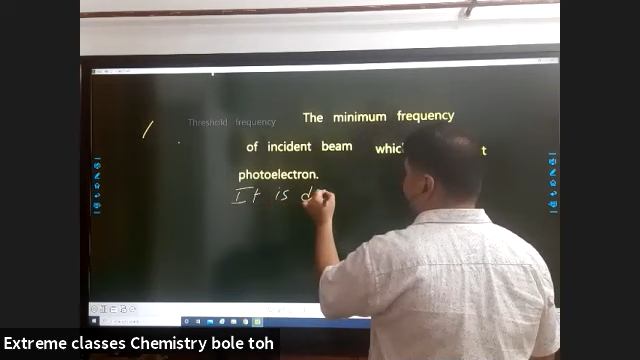 Threshold frequency The minimum frequency
of incident beam
photoelectron.
It is
Extreme classes Chemistry bole toh